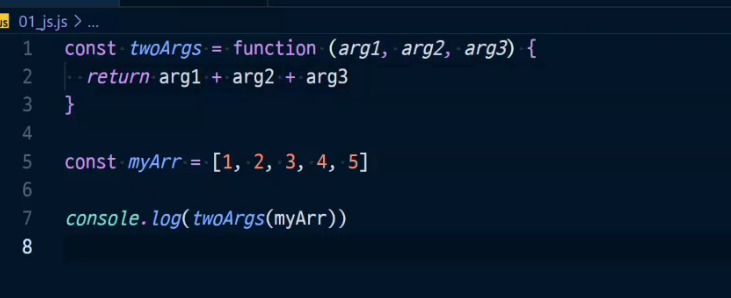 JS 01_js.js > ...
1 const twoArgs = function (arg1, arg2, arg3) {
2   return arg1 + arg2 + arg3
3 }
4
5 const myArr = [1, 2, 3, 4, 5]
6
7 console.log(twoArgs(myArr))
8